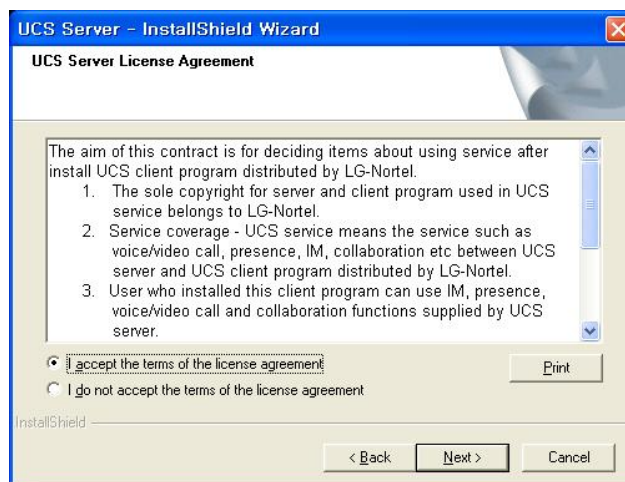 UCS Server - InstallShield Wizard
UCS Server License Agreement
The aim of this contract is for deciding items about using service after
install UCS client program distributed by LG-Nortel.
1. The sole copyright for server and client program used in UCS
service belongs to LG-Nortel.
2. Service coverage - UCS service means the service such as
voice/video call, presence, IM, collaboration etc between UCS
server and UCS client program distributed by LG-Nortel.
3. User who installed this client program can use IM, presence,
voice/video call and collaboration functions supplied by UCS
server.
I accept the terms of the license agreement
Print
I do not accept the terms of the license agreement
InstallShield
< Back
Next >
Cancel